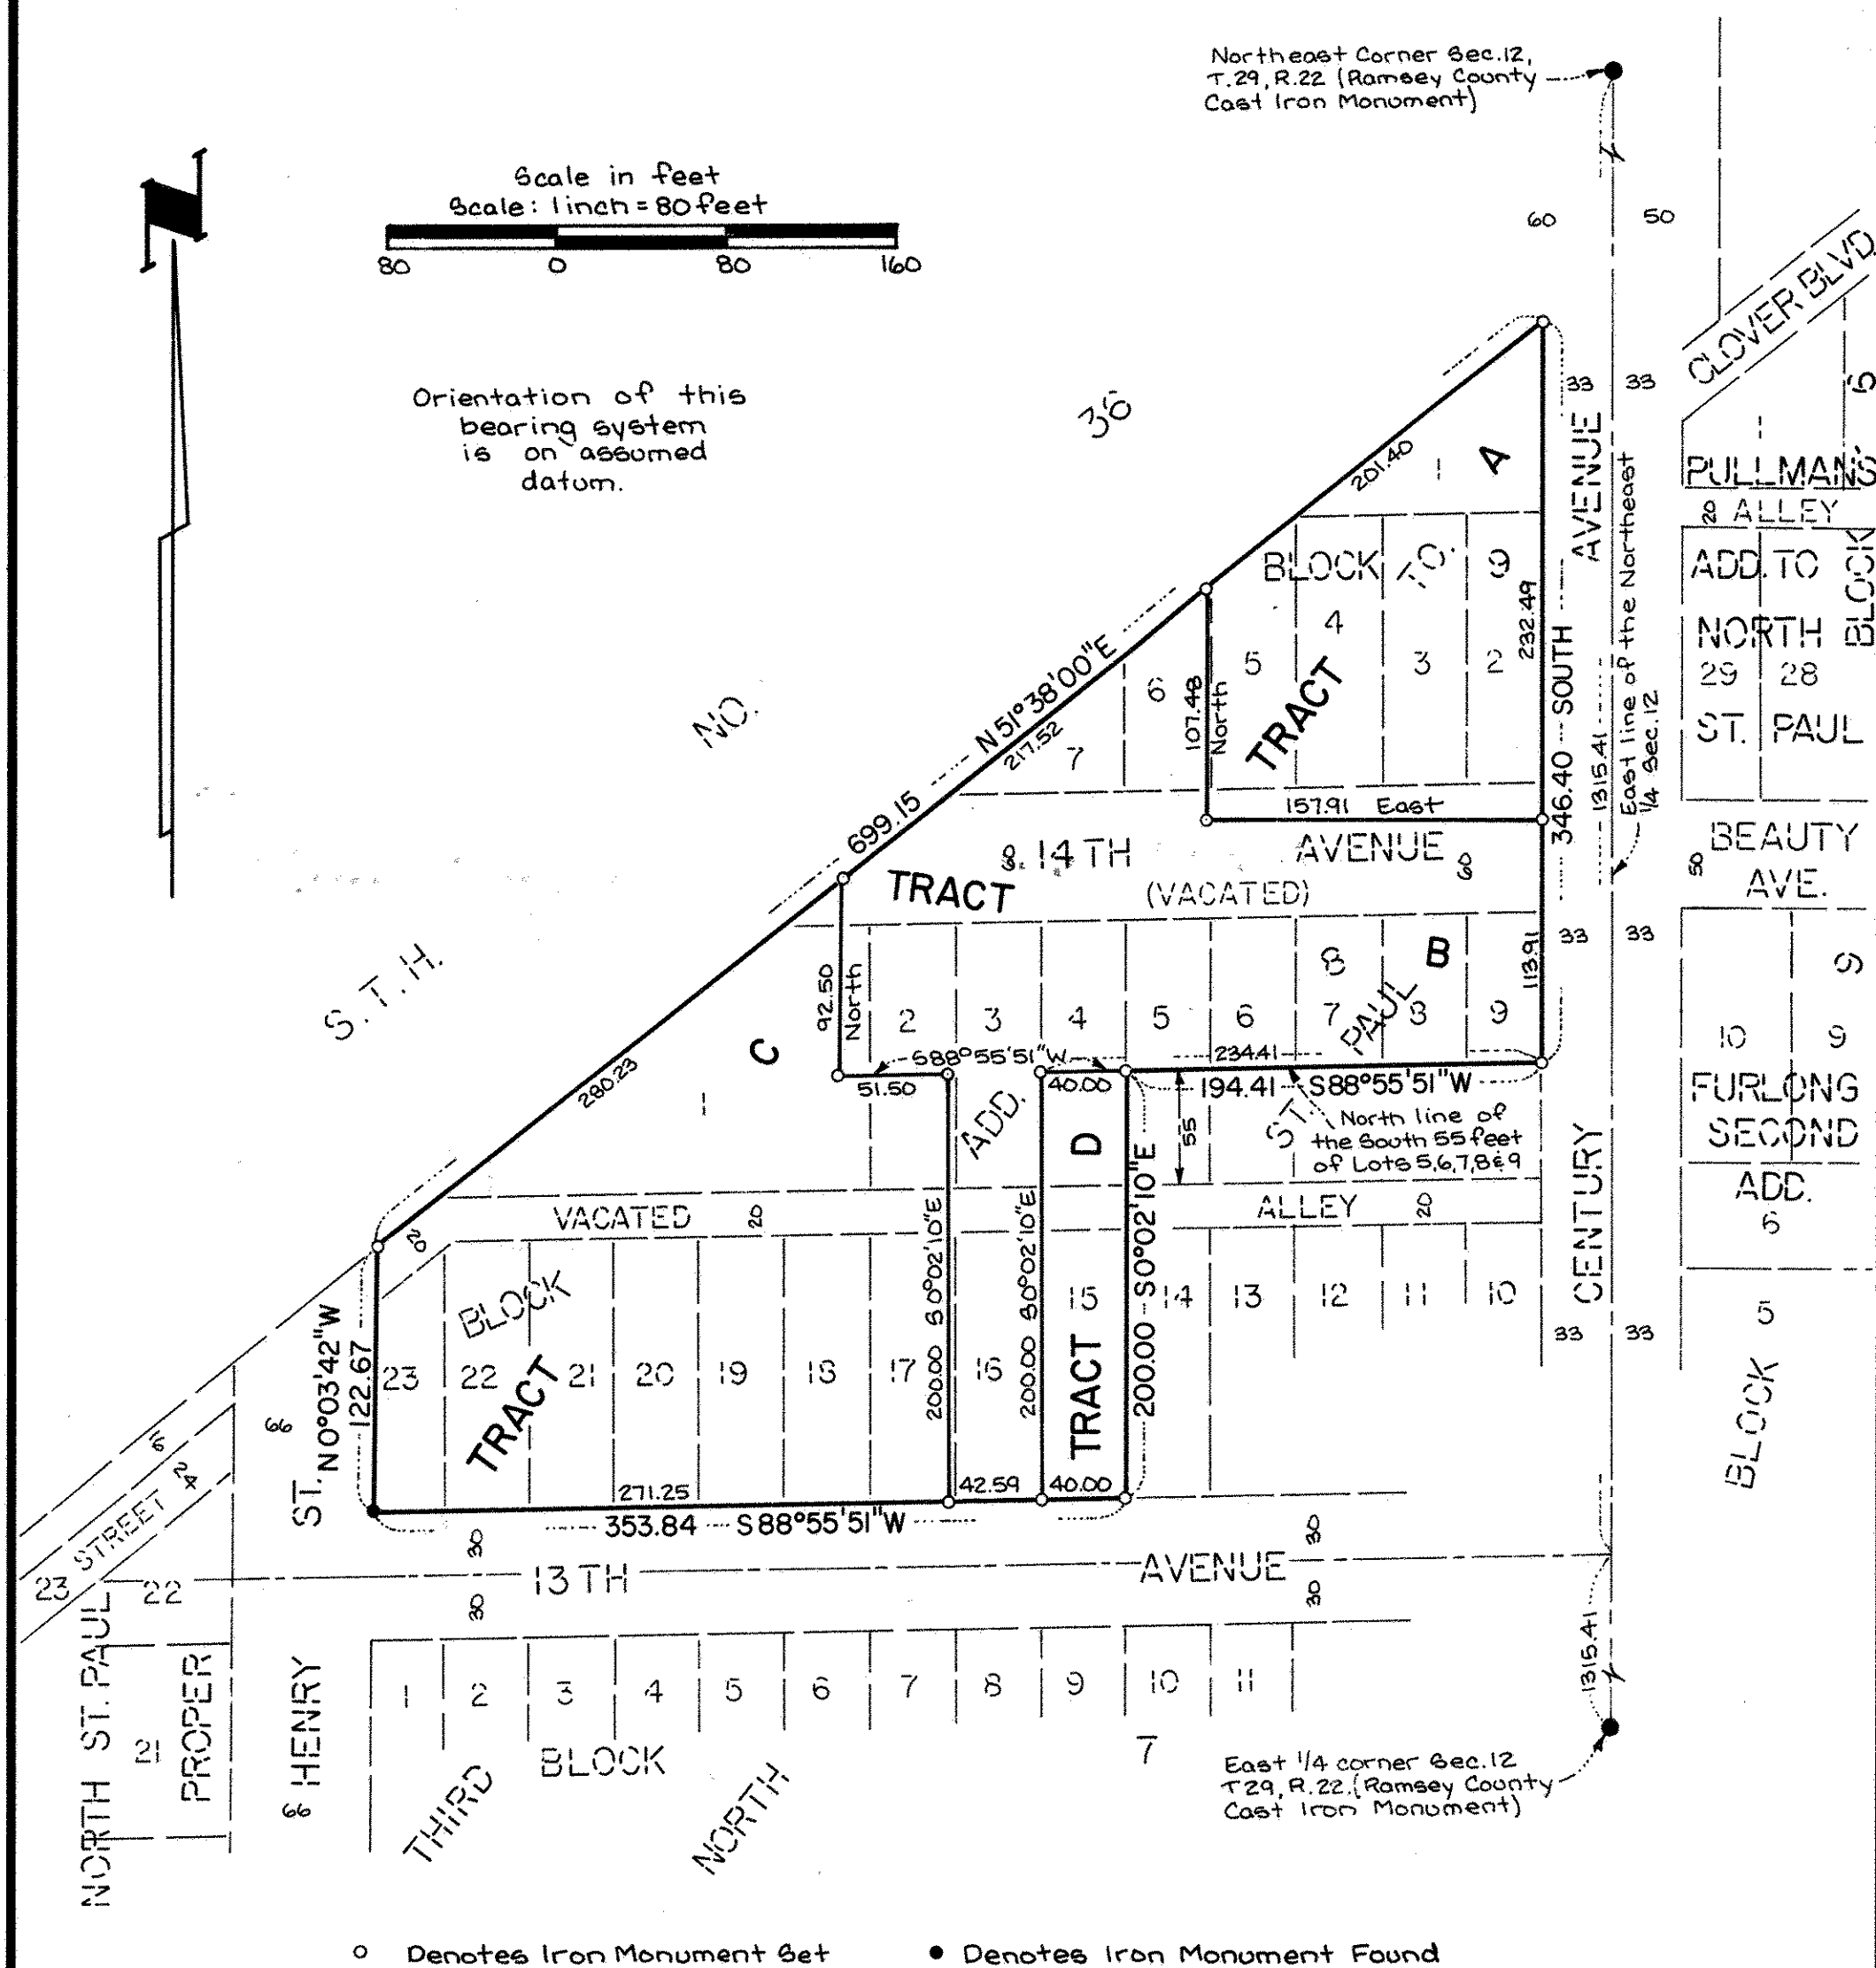 Northeast Corner Sec.12,
T.29, R.22 (Ramsey County
Cast Iron Monument)
Scale in feet
Scale: 1 inch = 80 feet
80 0 80 160
60 50
Orientation of this
bearing system
is on assumed
datum.
CLOVER BLVD.
36
NO.
S.T.H.
33 33
AVENUE
East line of the Northeast
1/4 Sec.12
1315.41
346.40 SOUTH
232.49
113.91
201.40
1
A
BLOCK TO. 9
5 4 3 2
TRACT
6
7
107.48
North
157.91 East
N51°38'00"E
217.52
699.15
280.23
PULLMANS
6
20 ALLEY
ADD. TO
BLOCK
NORTH
29 28
ST. PAUL
60 14TH AVENUE 60
(VACATED)
TRACT
B
50 BEAUTY
AVE.
33 33
92.50
North
2 3 4 5 6 7 8 9
8
PAUL
C
1
S88°55'51"W
51.50
40.00
234.41
194.41 S88°55'51"W
ADD.
D
55
ST.
North line of
the South 55 feet
of Lots 5,6,7,8&9
9
10 9
FURLONG
SECOND
ADD.
6
5
BLOCK
CENTURY
33 33
VACATED 20
ALLEY 20
20
BLOCK
TRACT
23 22 21 20 19 18 17 16 15 14 13 12 11 10
200.00 S0°02'10"E
200.00 S0°02'10"E
200.00 S0°02'10"E
TRACT
N0°03'42"W
122.67
66
ST.
271.25
42.59
40.00
353.84 S88°55'51"W
30 30
13TH AVENUE
30 30
STREET 24
23 22
21
NORTH ST. PAUL
PROPER
66 HENRY
1 2 3 4 5 6 7 8 9 10 11
THIRD
BLOCK
7
NORTH
1315.41
East 1/4 corner Sec.12
T29, R.22.(Ramsey County
Cast Iron Monument)
○ Denotes Iron Monument Set
● Denotes Iron Monument Found